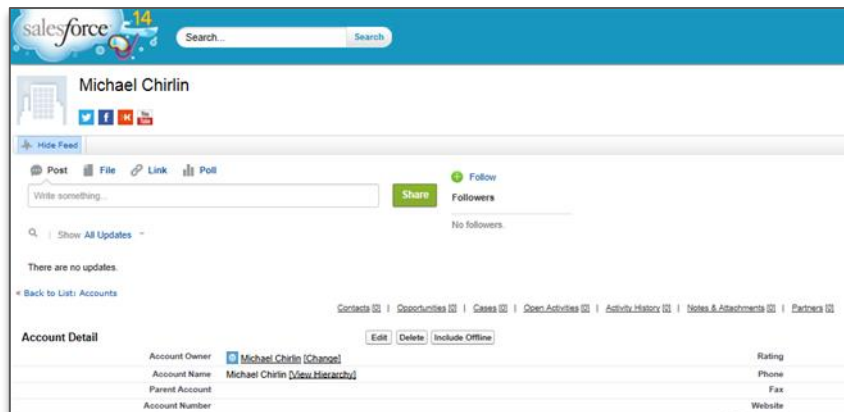 salesforce 14
Search... Search
Michael Chirlin
You Tube
Hide Feed
Post File Link Poll
Write something... Share
Follow
Followers
No followers.
Show All Updates
There are no updates.
« Back to List: Accounts
Contacts [0] | Opportunities [0] | Cases [0] | Open Activities [0] | Activity History [0] | Notes & Attachments [0] | Partners [0]
Account Detail Edit Delete Include Offline
Account Owner Michael Chirlin [Change] Rating
Account Name Michael Chirlin [View Hierarchy] Phone
Parent Account Fax
Account Number Website